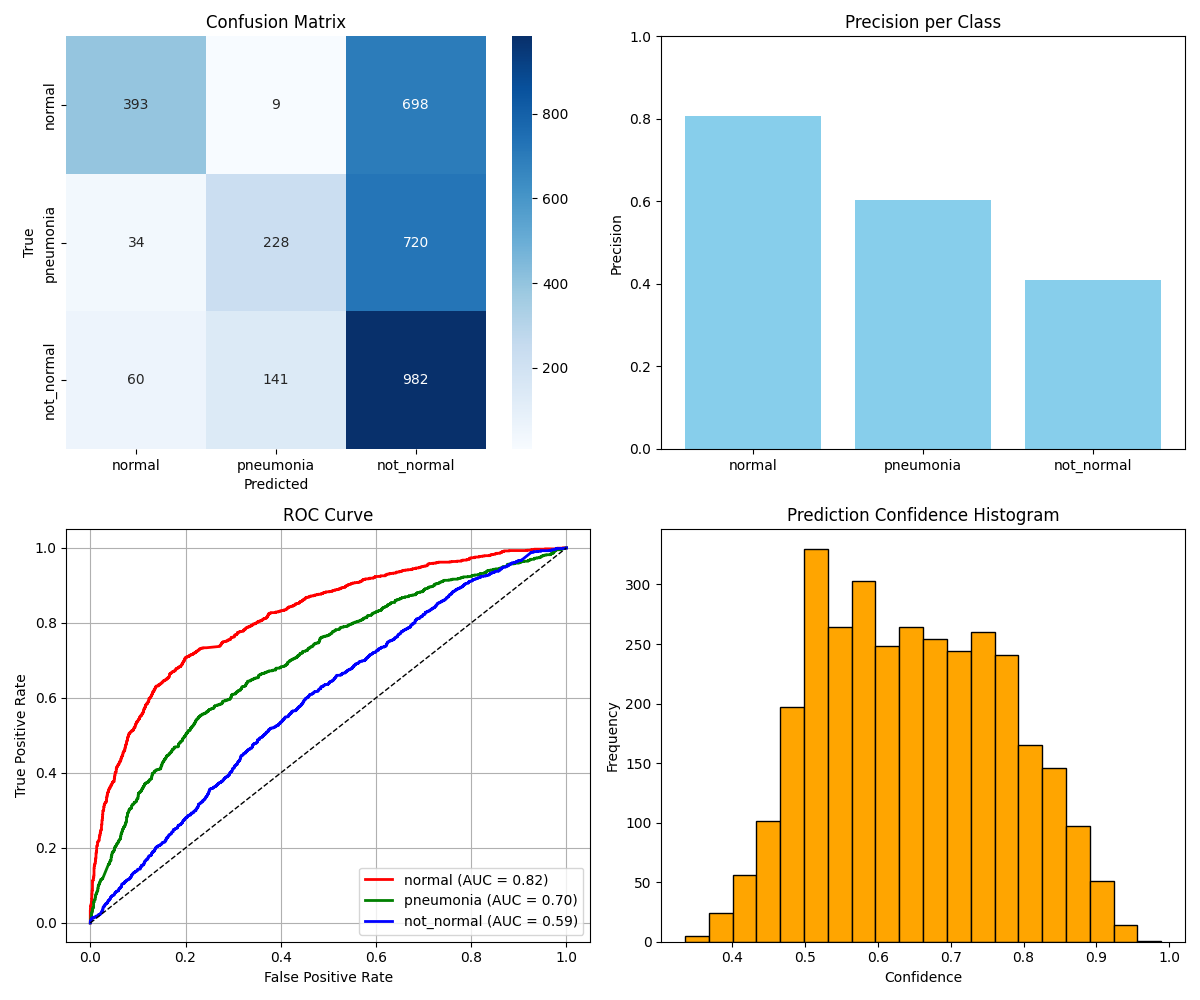 Confusion Matrix
normal
393
9
698
pneumonia
34
228
720
not_normal
60
141
982
True
normal
pneumonia
not_normal
Predicted
800
600
400
200
Precision per Class
1.0
0.8
0.6
0.4
0.2
0.0
Precision
normal
pneumonia
not_normal
ROC Curve
1.0
0.8
0.6
0.4
0.2
0.0
True Positive Rate
normal (AUC = 0.82)
pneumonia (AUC = 0.70)
not_normal (AUC = 0.59)
0.0
0.2
0.4
0.6
0.8
1.0
False Positive Rate
Prediction Confidence Histogram
300
250
200
150
100
50
0
Frequency
0.4
0.5
0.6
0.7
0.8
0.9
1.0
Confidence